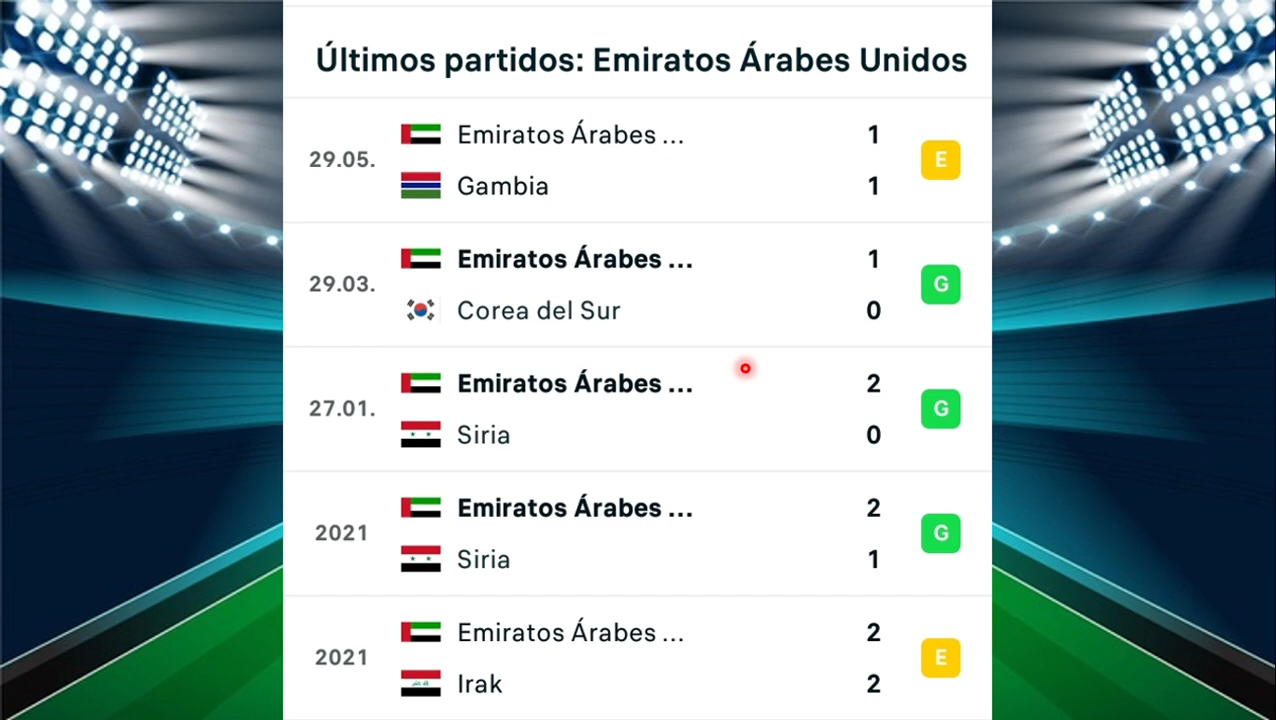 Últimos partidos: Emiratos Árabes Unidos
29.05.
Emiratos Árabes ... 1
Gambia 1
E
29.03.
Emiratos Árabes ... 1
Corea del Sur 0
G
27.01.
Emiratos Árabes ... 2
Siria 0
G
2021
Emiratos Árabes ... 2
Siria 1
G
2021
Emiratos Árabes ... 2
Irak 2
E